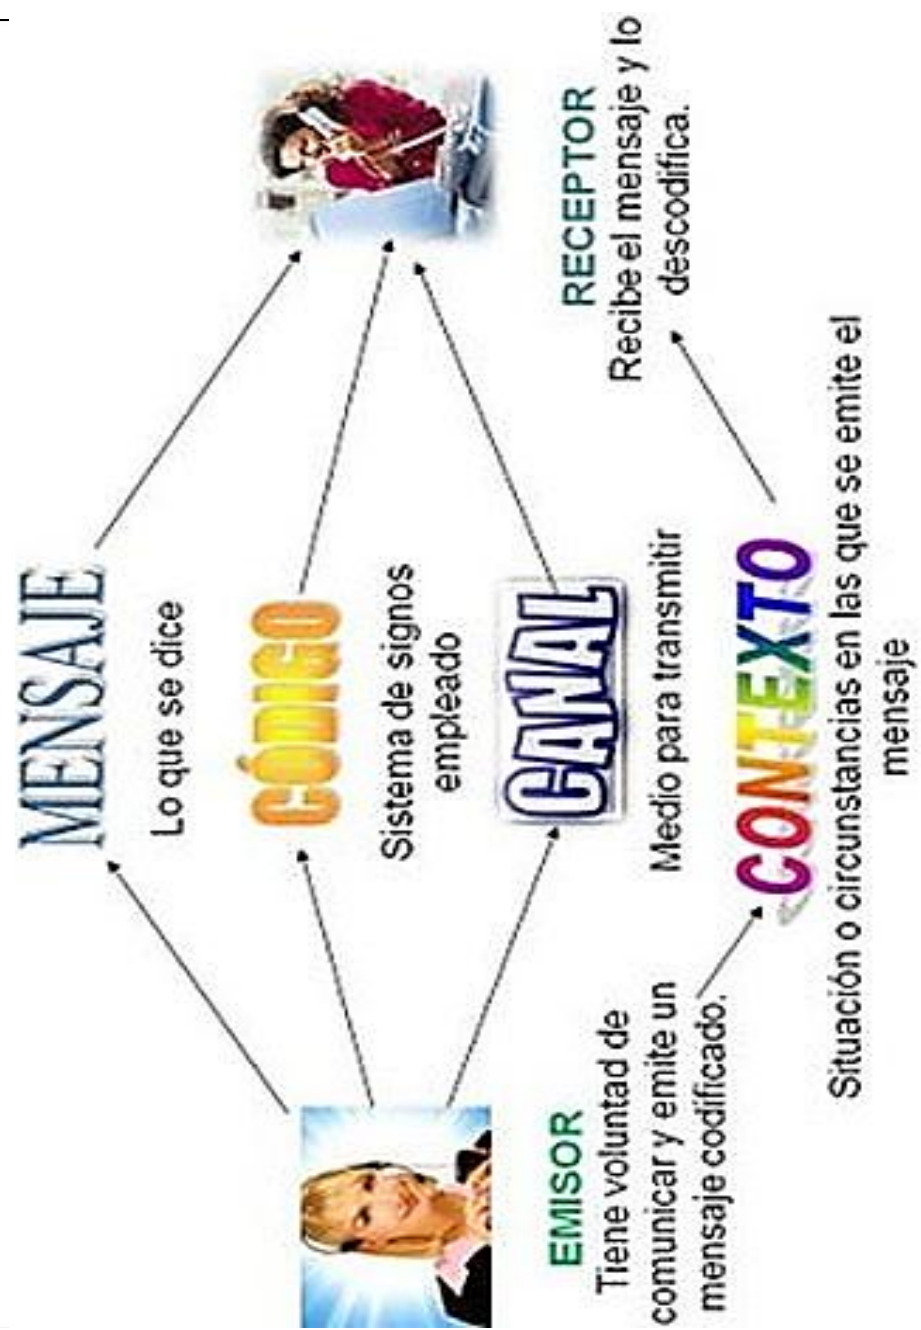 MENSAJE
Lo que se dice
CÓDIGO
Sistema de signos
empleado
CANAL
Medio para transmitir
EMISOR
Tiene voluntad de
comunicar y emite un
mensaje codificado.
RECEPTOR
Recibe el mensaje y lo
descodifica.
CONTEXTO
Situación o circunstancias en las que se emite el
mensaje